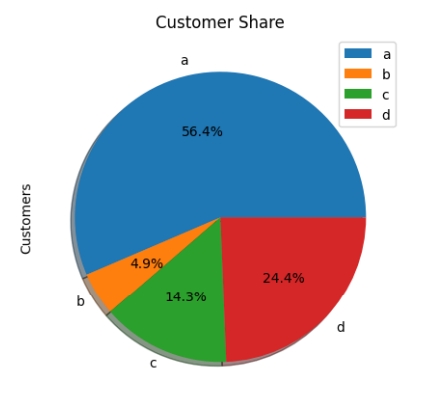 Customer Share
a
a
b
c
d
56.4%
Customers
4.9%
24.4%
14.3%
b
d
c